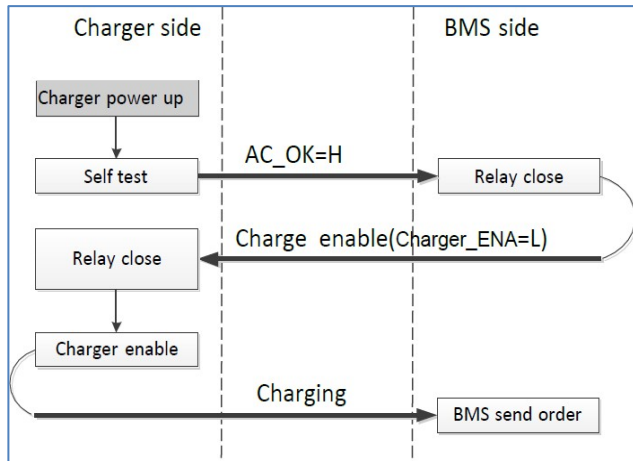 Charger side
BMS side
Charger power up
AC_OK=H
Self test
Relay close
Charge enable(Charger_ENA=L)
Relay close
Charger enable
Charging
BMS send order